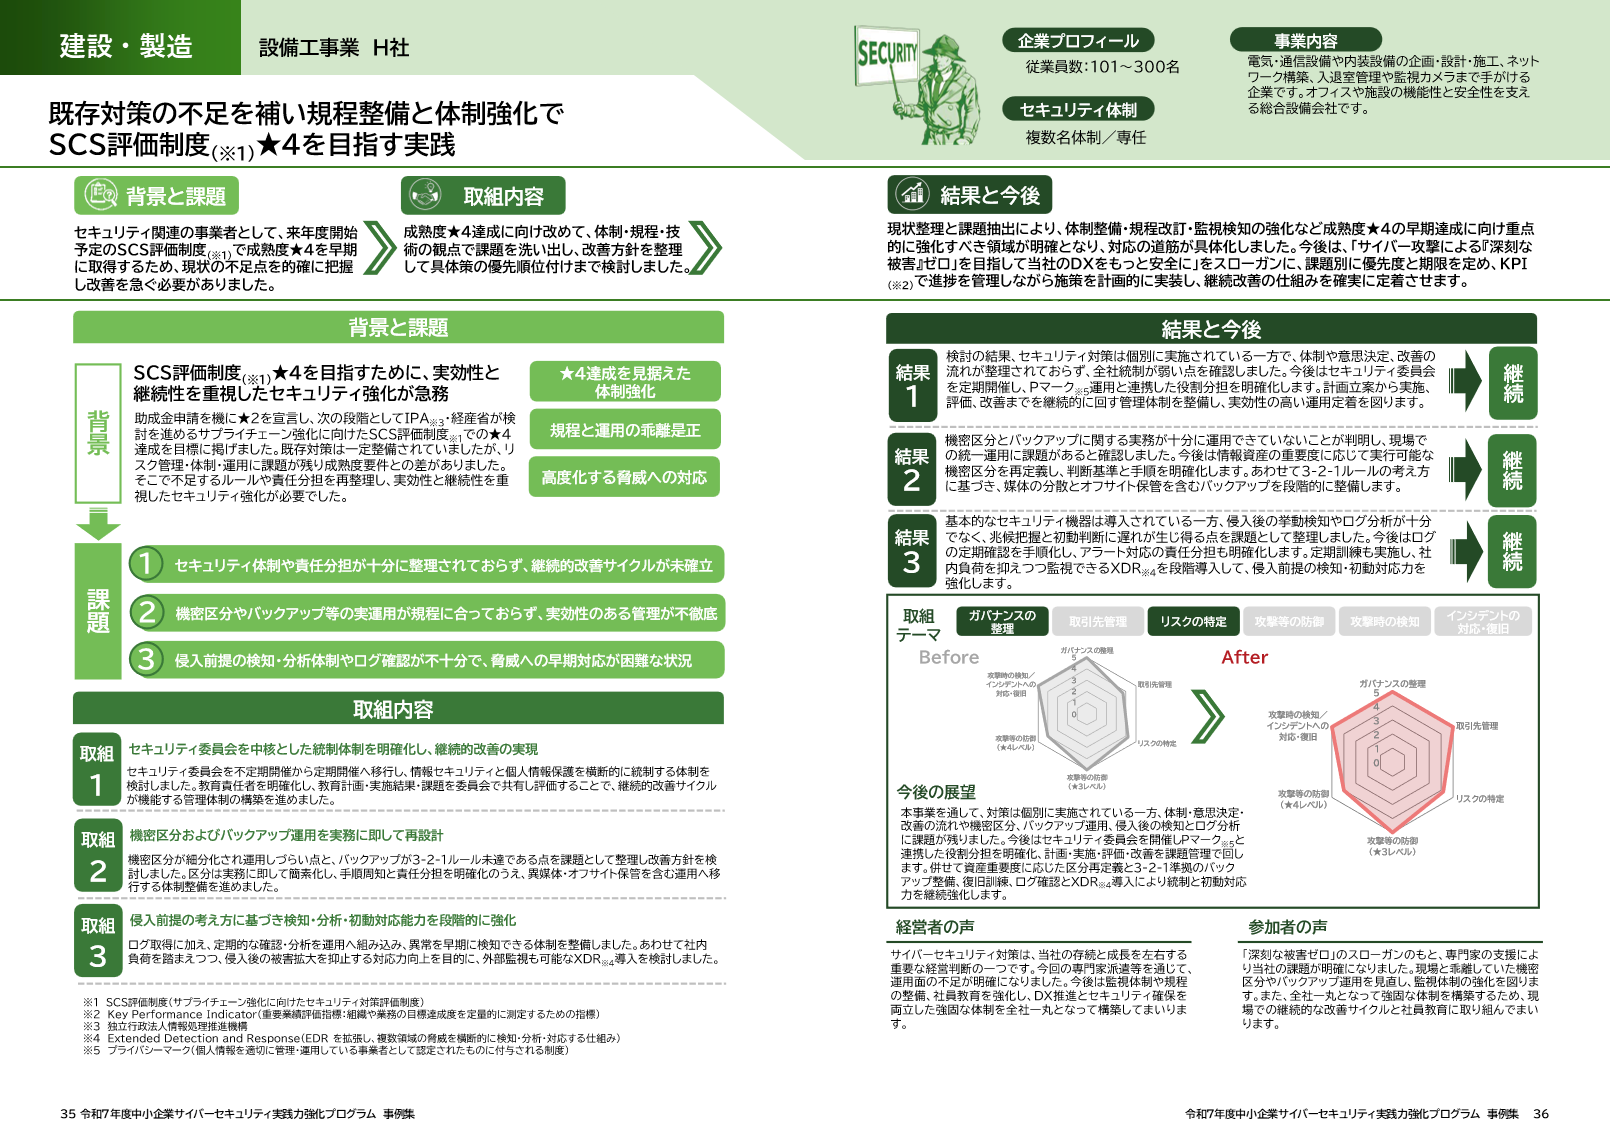 建設・製造
設備工事業 H社
既存対策の不足を補い規程整備と体制強化で
SCS評価制度(※1)★4を目指す実践
SECURITY
企業プロフィール
従業員数：101～300名
セキュリティ体制
複数名体制／専任
事業内容
電気・通信設備や内装設備の企画・設計・施工、ネット
ワーク構築、入退室管理や監視カメラまで手がける
企業です。オフィスや施設の機能性と安全性を支え
る総合設備会社です。
背景と課題
セキュリティ関連の事業者として、来年度開始
予定のSCS評価制度(※1)で成熟度★4を早期
に取得するため、現状の不足点を的確に把握
し改善を急ぐ必要がありました。
取組内容
成熟度★4達成に向け改めて、体制・規程・技
術の観点で課題を洗い出し、改善方針を整理
して具体策の優先順位付けまで検討しました。
結果と今後
現状整理と課題抽出により、体制整備・規程改訂・監視検知の強化など成熟度★4の早期達成に向け重点
的に強化すべき領域が明確となり、対応の道筋が具体化しました。今後は、「サイバー攻撃による『深刻な
被害』ゼロ」を目指して当社のDXをもっと安全に」をスローガンに、課題別に優先度と期限を定め、KPI
(※2)で進捗を管理しながら施策を計画的に実装し、継続改善の仕組みを確実に定着させます。
背景と課題
背景
SCS評価制度(※1)★4を目指すために、実効性と
継続性を重視したセキュリティ強化が急務
助成金申請を機に★2を宣言し、次の段階としてIPA※3・経産省が検
討を進めるサプライチェーン強化に向けたSCS評価制度※1での★4
達成を目標に掲げました。既存対策は一定整備されていましたが、リ
スク管理・体制・運用に課題が残り成熟度要件との差がありました。
そこで不足するルールや責任分担を再整理し、実効性と継続性を重
視したセキュリティ強化が必要でした。
★4達成を見据えた
体制強化
規程と運用の乖離是正
高度化する脅威への対応
課題
1 セキュリティ体制や責任分担が十分に整理されておらず、継続的改善サイクルが未確立
2 機密区分やバックアップ等の実運用が規程に合っておらず、実効性のある管理が不徹底
3 侵入前提の検知・分析体制やログ確認が不十分で、脅威への早期対応が困難な状況
取組内容
取組1
セキュリティ委員会を中核とした統制体制を明確化し、継続的改善の実現
セキュリティ委員会を不定期開催から定期開催へ移行し、情報セキュリティと個人情報保護を横断的に統制する体制を
検討しました。教育責任者を明確化し、教育計画・実施結果・課題を委員会で共有し評価することで、継続的改善サイクル
が機能する管理体制の構築を進めました。
取組2
機密区分およびバックアップ運用を実務に即して再設計
機密区分が細分化され運用しづらい点と、バックアップが3-2-1ルール未達である点を課題として整理し改善方針を検
討しました。区分は実務に即して簡素化し、手順周知と責任分担を明確化のうえ、異媒体・オフサイト保管を含む運用へ移
行する体制整備を進めました。
取組3
侵入前提の考え方に基づき検知・分析・初動対応能力を段階的に強化
ログ取得に加え、定期的な確認・分析を運用へ組み込み、異常を早期に検知できる体制を整備しました。あわせて社内
負荷を踏まえつつ、侵入後の被害拡大を抑止する対応力向上を目的に、外部監視も可能なXDR※4導入を検討しました。
※1 SCS評価制度(サプライチェーン強化に向けたセキュリティ対策評価制度)
※2 Key Performance Indicator(重要業績評価指標：組織や業務の目標達成度を定量的に測定するための指標)
※3 独立行政法人情報処理推進機構
※4 Extended Detection and Response(EDR を拡張し、複数領域の脅威を横断的に検知・分析・対応する仕組み)
※5 プライバシーマーク(個人情報を適切に管理・運用している事業者として認定されたものに付与される制度)
35 令和7年度中小企業サイバーセキュリティ実践力強化プログラム 事例集
結果と今後
結果1
検討の結果、セキュリティ対策は個別に実施されている一方で、体制や意思決定、改善の
流れが整理されておらず、全社統制が弱い点を確認しました。今後はセキュリティ委員会
を定期開催し、Pマーク※5運用と連携した役割分担を明確化します。計画立案から実施、
評価、改善までを継続的に回す管理体制を整備し、実効性の高い運用定着を図ります。
継続
結果2
機密区分とバックアップに関する実務が十分に運用できていないことが判明し、現場で
の統一運用に課題があると確認しました。今後は情報資産の重要度に応じて実行可能な
機密区分を再定義し、判断基準と手順を明確化します。あわせて3-2-1ルールの考え方
に基づき、媒体の分散とオフサイト保管を含むバックアップを段階的に整備します。
継続
結果3
基本的なセキュリティ機器は導入されている一方、侵入後の挙動検知やログ分析が十分
でなく、兆候把握と初動判断に遅れが生じ得る点を課題として整理しました。今後はログ
の定期確認を手順化し、アラート対応の責任分担も明確化します。定期訓練も実施し、社
内負荷を抑えつつ監視できるXDR※4を段階導入して、侵入前提の検知・初動対応力を
強化します。
継続
取組
テーマ
ガバナンスの
整理
取引先管理
リスクの特定
攻撃等の防御
攻撃時の検知
インシデントの
対応・復旧
Before
ガバナンスの整理
5
4
3
2
1
0
取引先管理
リスクの特定
攻撃等の防御
(★3レベル)
攻撃等の防御
(★4レベル)
攻撃時の検知／
インシデントへの
対応・復旧
After
ガバナンスの整理
5
4
3
2
1
0
取引先管理
リスクの特定
攻撃等の防御
(★3レベル)
攻撃等の防御
(★4レベル)
攻撃時の検知／
インシデントへの
対応・復旧
今後の展望
本事業を通して、対策は個別に実施されている一方、体制・意思決定・
改善の流れや機密区分、バックアップ運用、侵入後の検知とログ分析
に課題が残りました。今後はセキュリティ委員会を開催しPマーク※5と
連携した役割分担を明確化、計画・実施・評価・改善を課題管理で回し
ます。併せて資産重要度に応じた区分再定義と3-2-1準拠のバック
アップ整備、復旧訓練、ログ確認とXDR※4導入により統制と初動対応
力を継続強化します。
経営者の声
サイバーセキュリティ対策は、当社の存続と成長を左右する
重要な経営判断の一つです。今回の専門家派遣等を通じて、
運用面の不足が明確になりました。今後は監視体制や規程
の整備、社員教育を強化し、DX推進とセキュリティ確保を
両立した強固な体制を全社一丸となって構築してまいりま
す。
参加者の声
「深刻な被害ゼロ」のスローガンのもと、専門家の支援によ
り当社の課題が明確になりました。現場と乖離していた機密
区分やバックアップ運用を見直し、監視体制の強化を図りま
す。また、全社一丸となって強固な体制を構築するため、現
場での継続的な改善サイクルと社員教育に取り組んでまい
ります。
令和7年度中小企業サイバーセキュリティ実践力強化プログラム 事例集 36